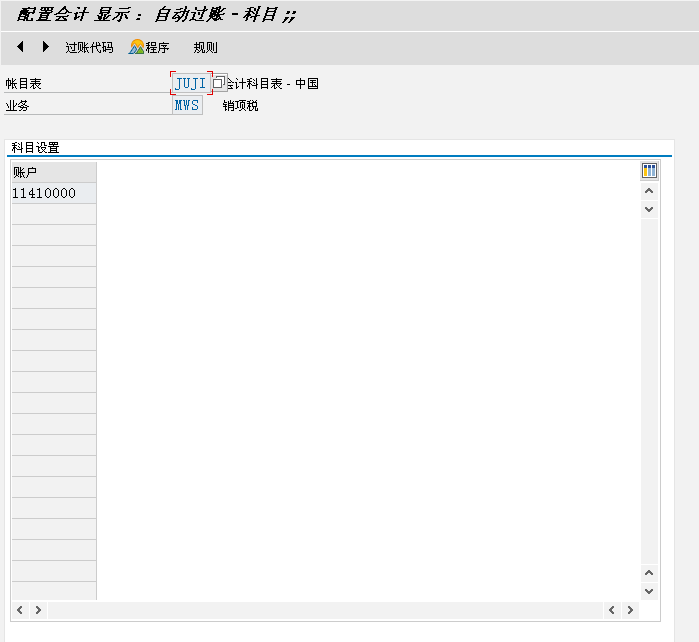 配置会计 显示： 自动过账 - 科目 ;;
过账代码 程序 规则
帐目表 JUJI 会计科目表 - 中国
业务 MWS 销项税
科目设置
账户
11410000